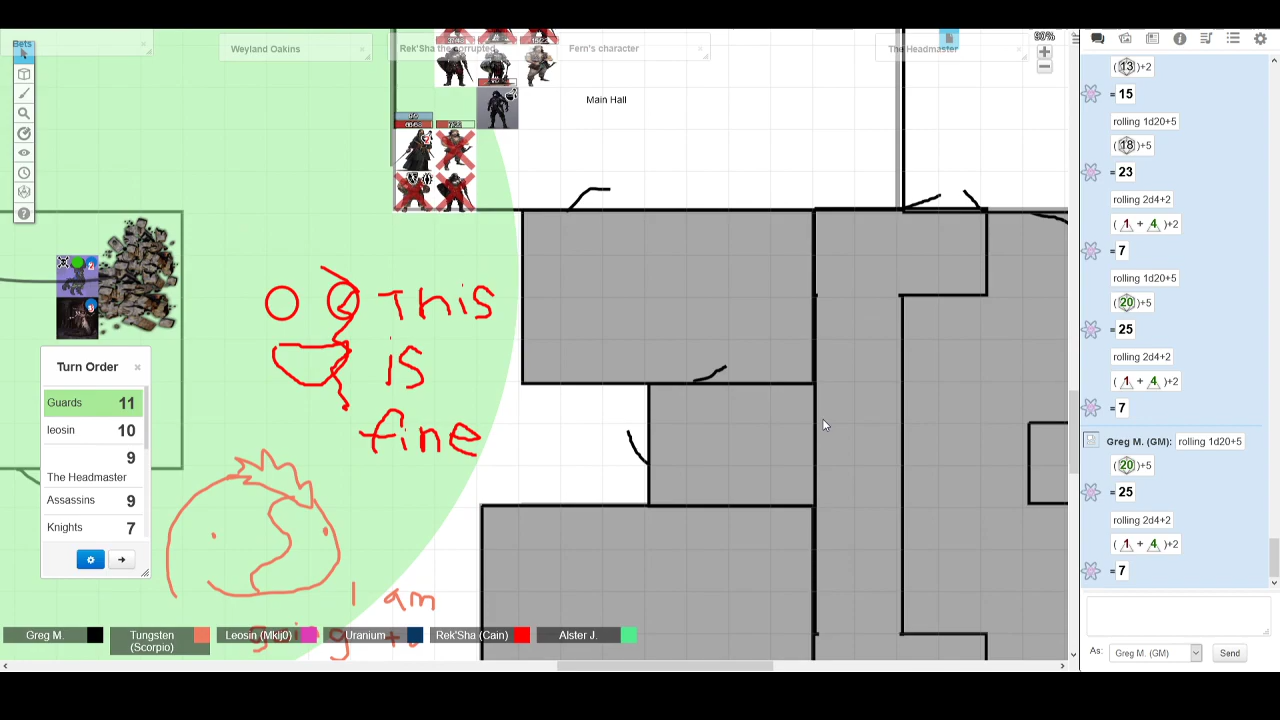 Bets
Weyland Oakins
Rek'Sha the corrupted
Fern's character
The Headmaster
90%
Main Hall
This
is
fine
Turn Order
Guards 11
leosin 10
9
The Headmaster
Assassins 9
Knights 7
I am
Greg M.
Tungsten
(Scorpio)
Leosin (Mkij0)
Uranium
Rek'Sha (Cain)
Alster J.
(13)+2
= 15
rolling 1d20+5
(18)+5
= 23
rolling 2d4+2
(1 + 4)+2
= 7
rolling 1d20+5
(20)+5
= 25
rolling 2d4+2
(1 + 4)+2
= 7
Greg M. (GM): rolling 1d20+5
(20)+5
= 25
rolling 2d4+2
(1 + 4)+2
= 7
As: Greg M. (GM) Send